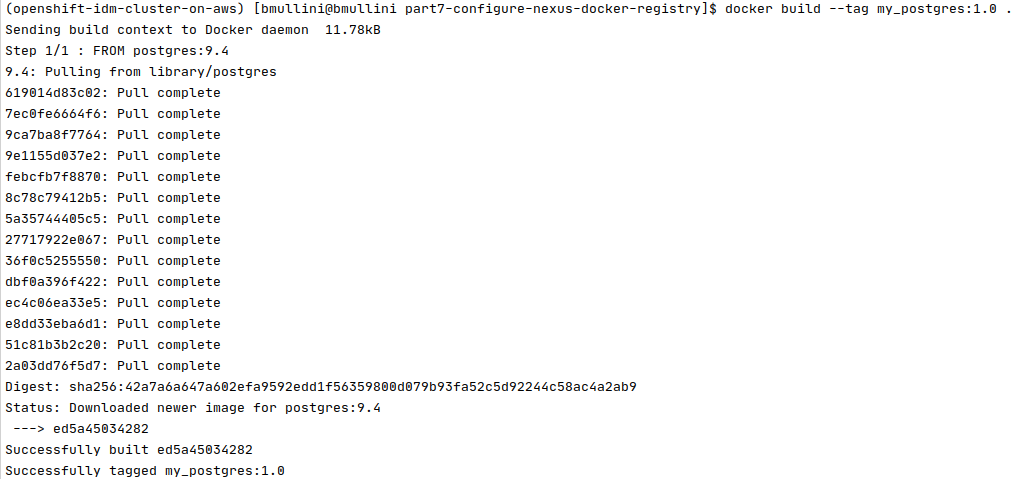 (openshift-idm-cluster-on-aws) [bmullini@bmullini part7-configure-nexus-docker-registry]$ docker build --tag my_postgres:1.0 .
Sending build context to Docker daemon  11.78kB
Step 1/1 : FROM postgres:9.4
9.4: Pulling from library/postgres
619014d83c02: Pull complete
7ec0fe6664f6: Pull complete
9ca7ba8f7764: Pull complete
9e1155d037e2: Pull complete
febcfb7f8870: Pull complete
8c78c79412b5: Pull complete
5a35744405c5: Pull complete
27717922e067: Pull complete
36f0c5255550: Pull complete
dbf0a396f422: Pull complete
ec4c06ea33e5: Pull complete
e8dd33eba6d1: Pull complete
51c81b3b2c20: Pull complete
2a03dd76f5d7: Pull complete
Digest: sha256:42a7a6a647a602efa9592edd1f56359800d079b93fa52c5d92244c58ac4a2ab9
Status: Downloaded newer image for postgres:9.4
 ---> ed5a45034282
Successfully built ed5a45034282
Successfully tagged my_postgres:1.0